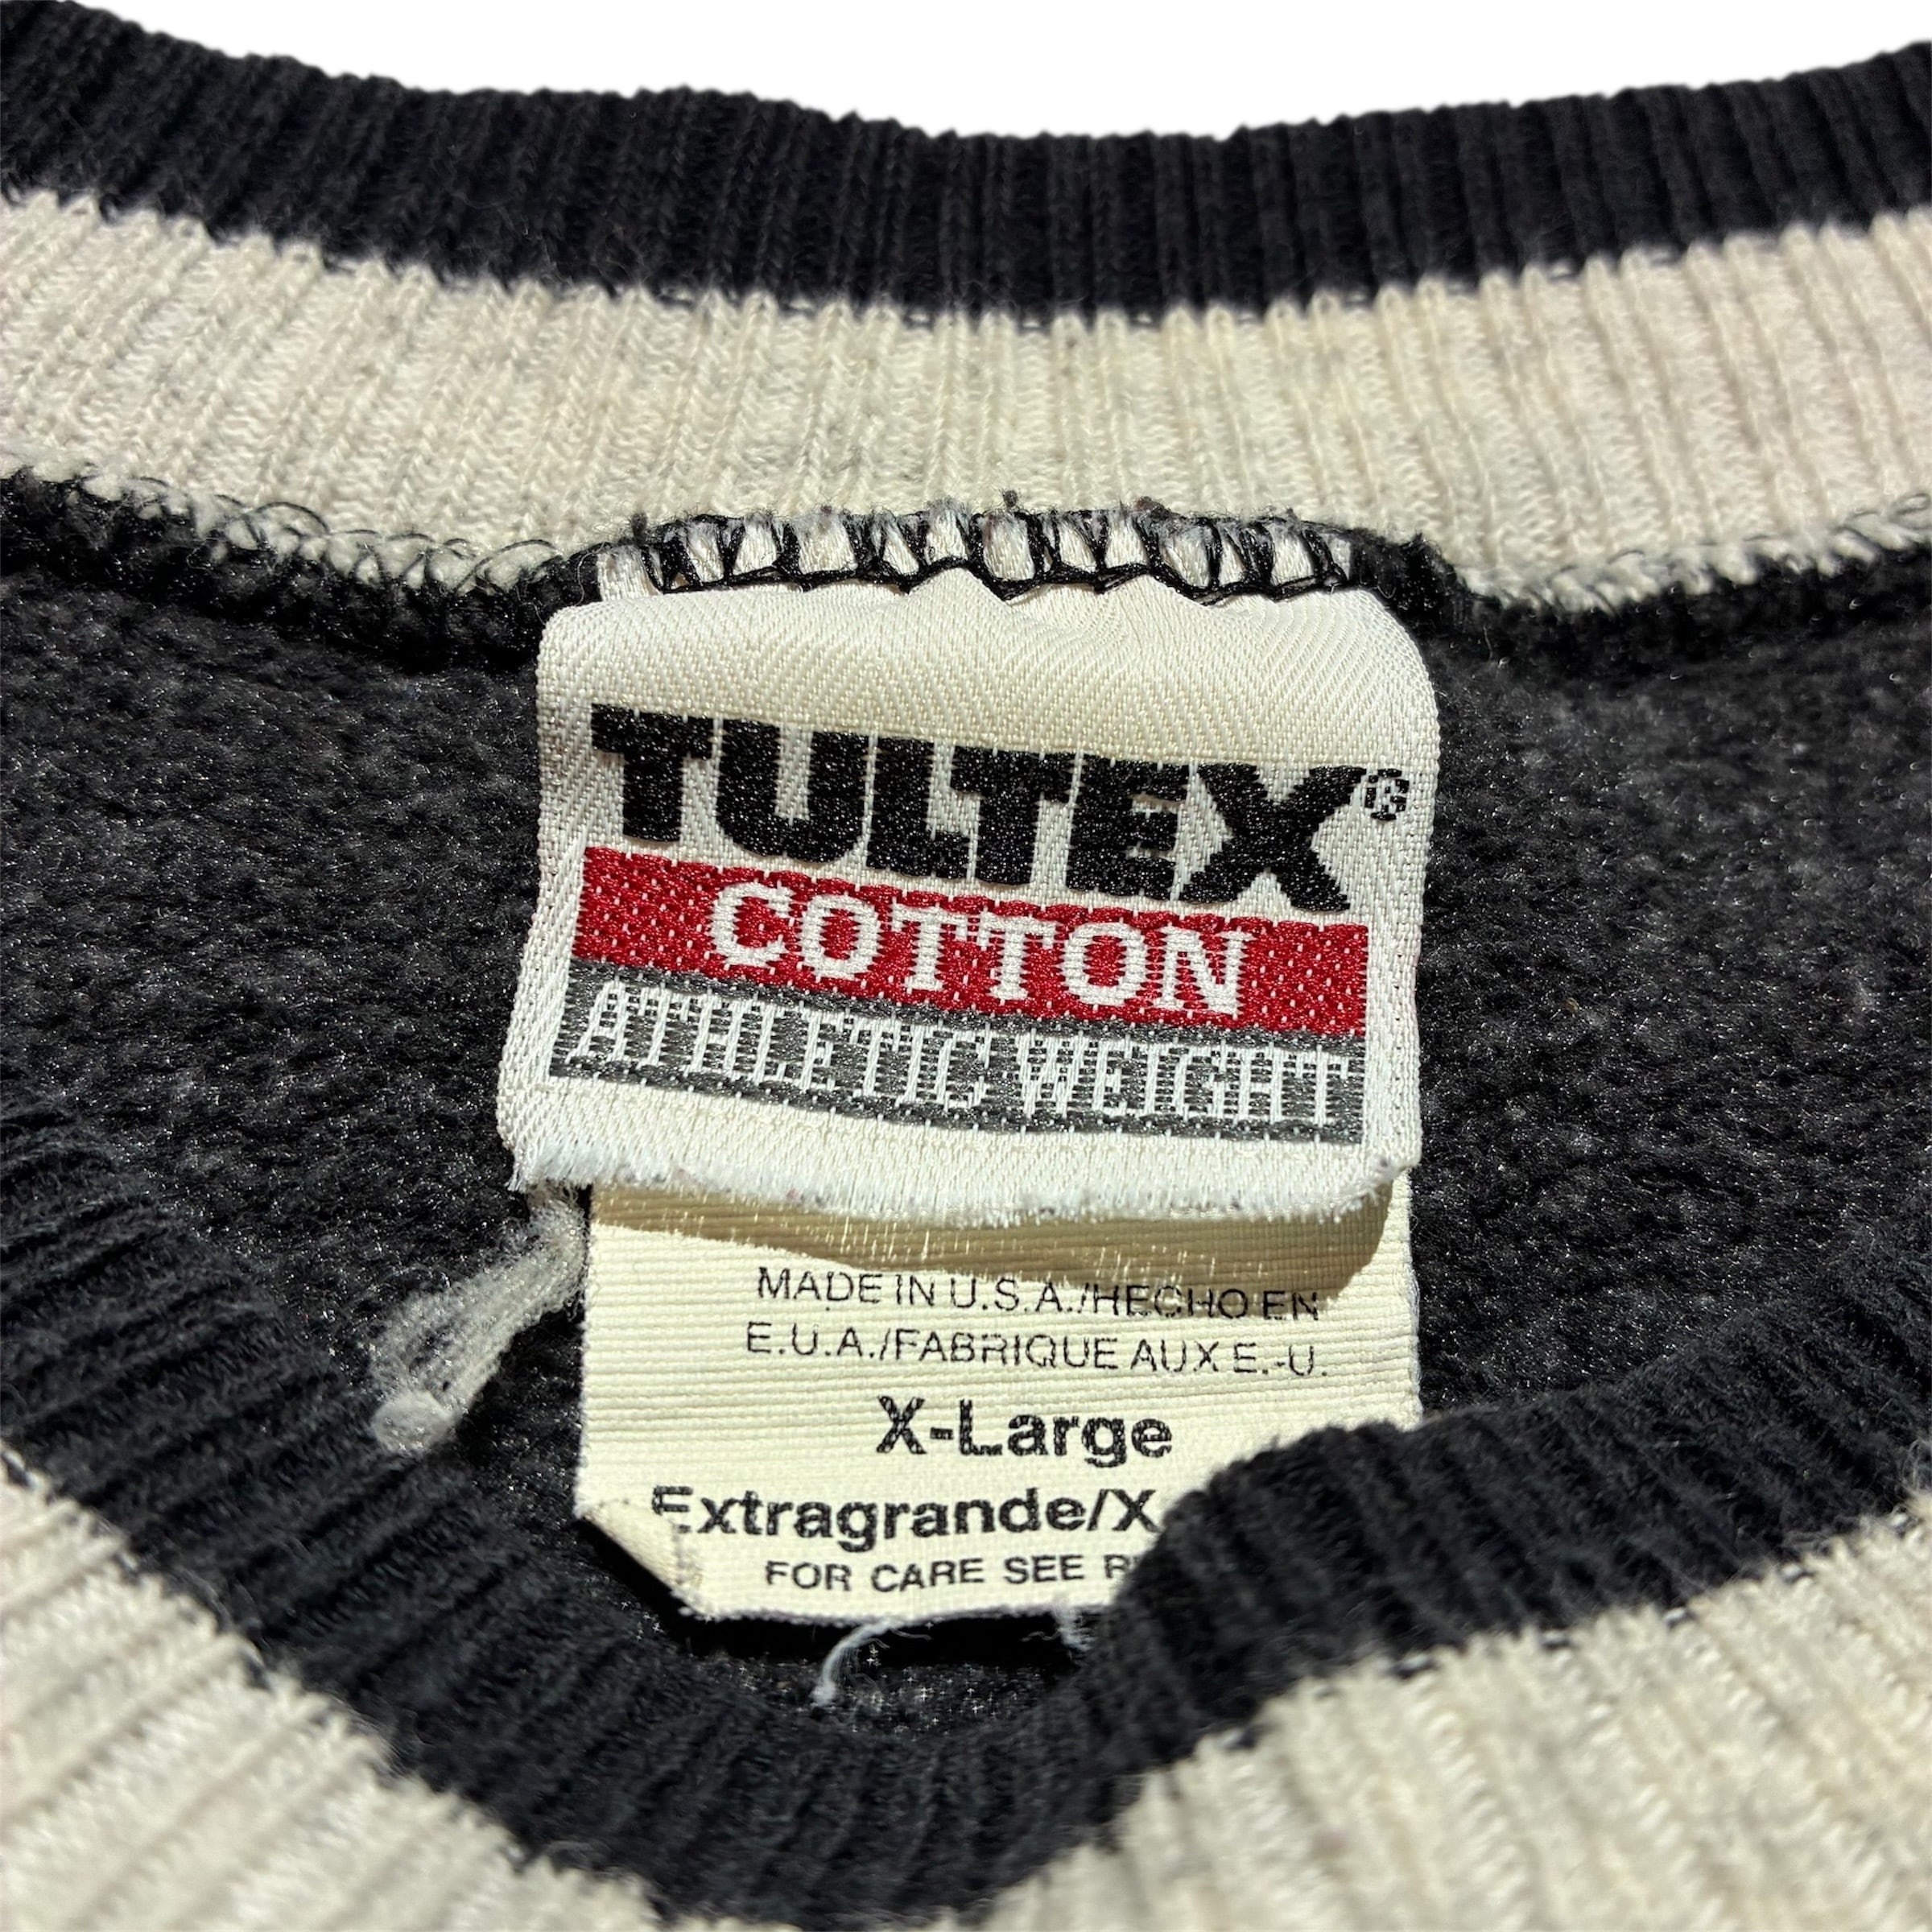 TULTEX®
COTTON
ATHLETIC WEIGHT
MADE IN U.S.A./HECHO EN
E.U.A./FABRIQUE AUX E.-U.
X-Large
Extragrande/X
FOR CARE SEE